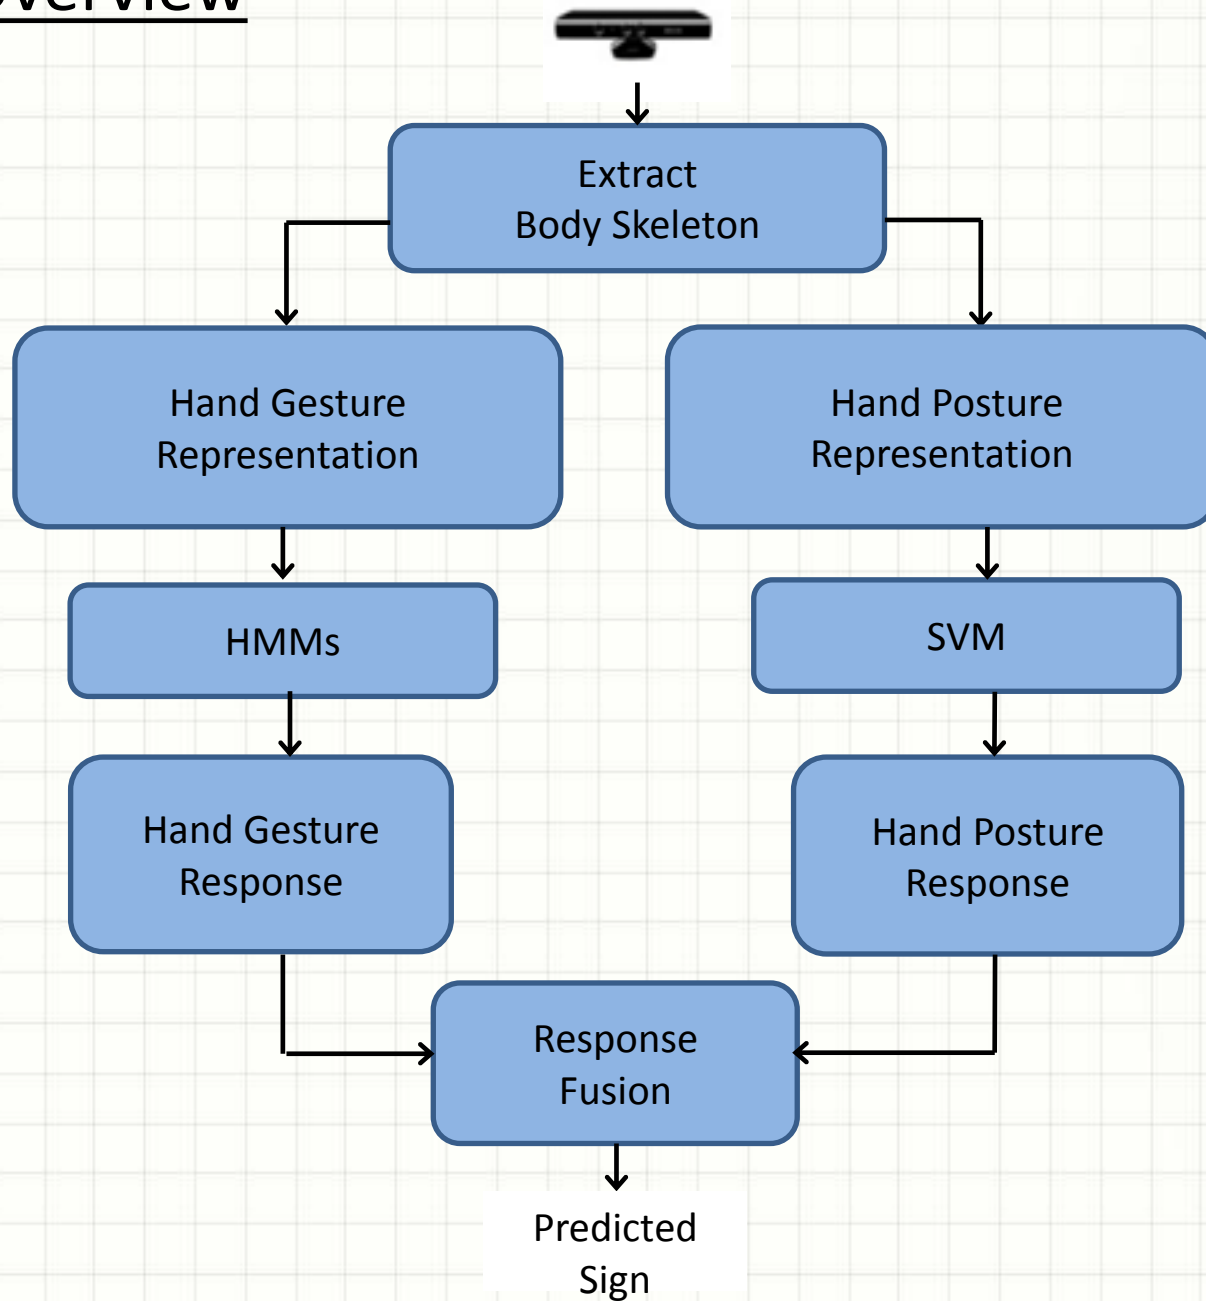 Overview
Extract
Body Skeleton
Hand Gesture
Representation
Hand Posture
Representation
HMMs
SVM
Hand Gesture
Response
Hand Posture
Response
Response
Fusion
Predicted
Sign